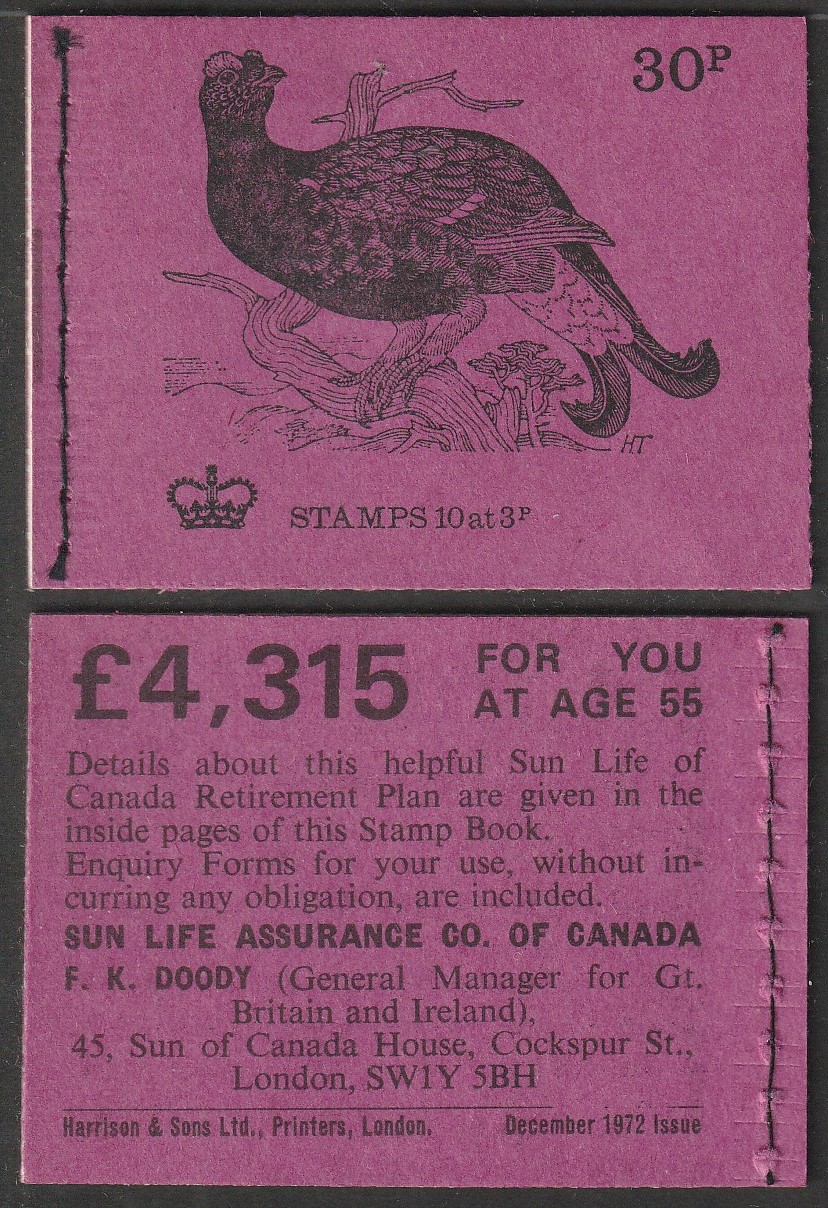 30P
HT
STAMPS 10 at 3P
£4,315 FOR YOU
AT AGE 55
Details about this helpful Sun Life of
Canada Retirement Plan are given in the
inside pages of this Stamp Book.
Enquiry Forms for your use, without in-
curring any obligation, are included.
SUN LIFE ASSURANCE CO. OF CANADA
F. K. DOODY (General Manager for Gt.
Britain and Ireland),
45, Sun of Canada House, Cockspur St.,
London, SW1Y 5BH
Harrison & Sons Ltd., Printers, London. December 1972 Issue